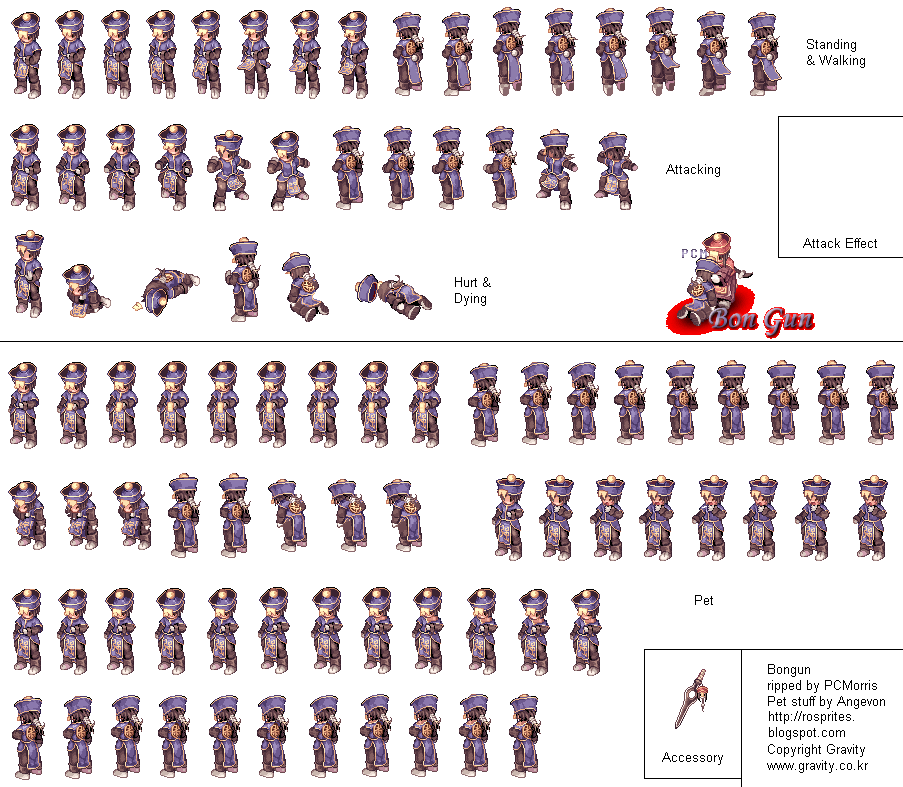 Standing
& Walking
Attacking
Attack Effect
Hurt &
Dying
PCM
Bon Gun
Pet
Accessory
Bongun
ripped by PCMorris
Pet stuff by Angevon
http://rosprites.
blogspot.com
Copyright Gravity
www.gravity.co.kr